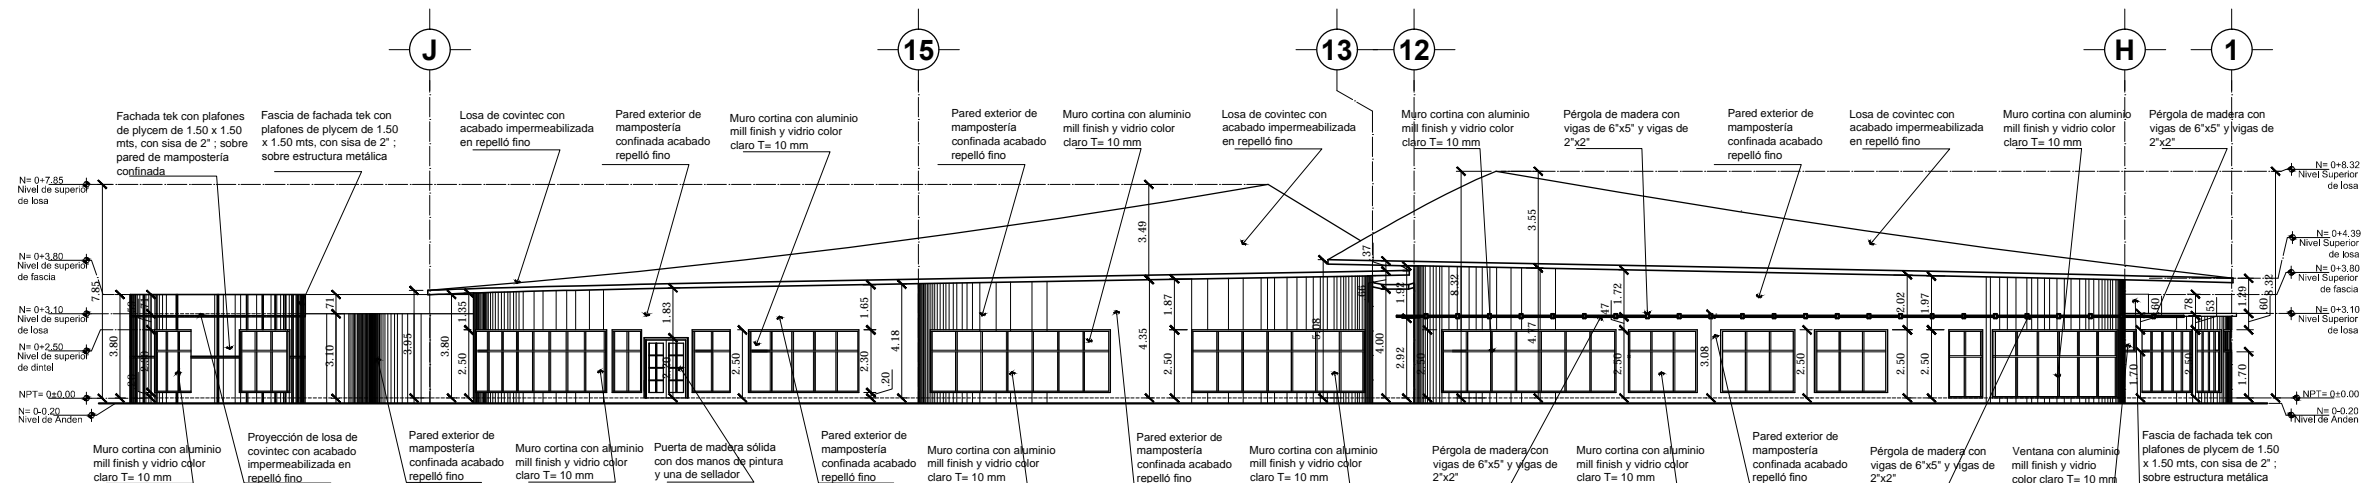 J
15
13
12
H
1
Fachada tek con plafones
de plycem de 1.50 x 1.50
mts, con sisa de 2" ; sobre
pared de mampostería
confinada
Fascia de fachada tek con
plafones de plycem de 1.50
x 1.50 mts, con sisa de 2" ;
sobre estructura metálica
Losa de covintec con
acabado impermeabilizada
en repelló fino
Pared exterior de
mampostería
confinada acabado
repelló fino
Muro cortina con aluminio
mill finish y vidrio color
claro T= 10 mm
Pared exterior de
mampostería
confinada acabado
repelló fino
Muro cortina con aluminio
mill finish y vidrio color
claro T= 10 mm
Losa de covintec con
acabado impermeabilizada
en repelló fino
Muro cortina con aluminio
mill finish y vidrio color
claro T= 10 mm
Pérgola de madera con
vigas de 6"x5" y vigas de
2"x2"
Pared exterior de
mampostería
confinada acabado
repelló fino
Losa de covintec con
acabado impermeabilizada
en repelló fino
Muro cortina con aluminio
mill finish y vidrio color
claro T= 10 mm
Pérgola de madera con
vigas de 6"x5" y vigas de
2"x2"
N= 0+7.85
Nivel de superior
de losa
N= 0+3.80
Nivel de superior
de fascia
N= 0+3.10
Nivel de superior
de losa
N= 0+2.50
Nivel de superior
de dintel
NPT= 0±0.00
N= 0-0.20
Nivel de Anden
7.85
3.80
.71
3.10
3.95
3.80
1.35
2.50
1.83
2.50
1.65
2.30
4.18
.20
3.49
4.35
1.87
2.50
5.08
.37
.66
4.00
1.92
2.92
2.50
8.32
3.55
4.77
.47
1.72
2.50
3.08
2.50
2.02
2.50
1.97
2.50
.60
1.70
.78
2.50
.53
1.29
.60
1.70
8.32
N= 0+8.32
Nivel Superior
de losa
N= 0+4.39
Nivel Superior
de losa
N= 0+3.80
Nivel Superior
de fascia
N= 0+3.10
Nivel Superior
de losa
NPT= 0±0.00
N= 0-0.20
Nivel de Anden
Muro cortina con aluminio
mill finish y vidrio color
claro T= 10 mm
Proyección de losa de
covintec con acabado
impermeabilizada en
repelló fino
Pared exterior de
mampostería
confinada acabado
repelló fino
Muro cortina con aluminio
mill finish y vidrio color
claro T= 10 mm
Puerta de madera sólida
con dos manos de pintura
y una de sellador
Pared exterior de
mampostería
confinada acabado
repelló fino
Muro cortina con aluminio
mill finish y vidrio color
claro T= 10 mm
Pared exterior de
mampostería
confinada acabado
repelló fino
Muro cortina con aluminio
mill finish y vidrio color
claro T= 10 mm
Pérgola de madera con
vigas de 6"x5" y vigas de
2"x2"
Muro cortina con aluminio
mill finish y vidrio color
claro T= 10 mm
Pared exterior de
mampostería
confinada acabado
repelló fino
Pérgola de madera con
vigas de 6"x5" y vigas de
2"x2"
Ventana con aluminio
mill finish y vidrio
color claro T= 10 mm
Fascia de fachada tek con
plafones de plycem de 1.50
x 1.50 mts, con sisa de 2" ;
sobre estructura metálica